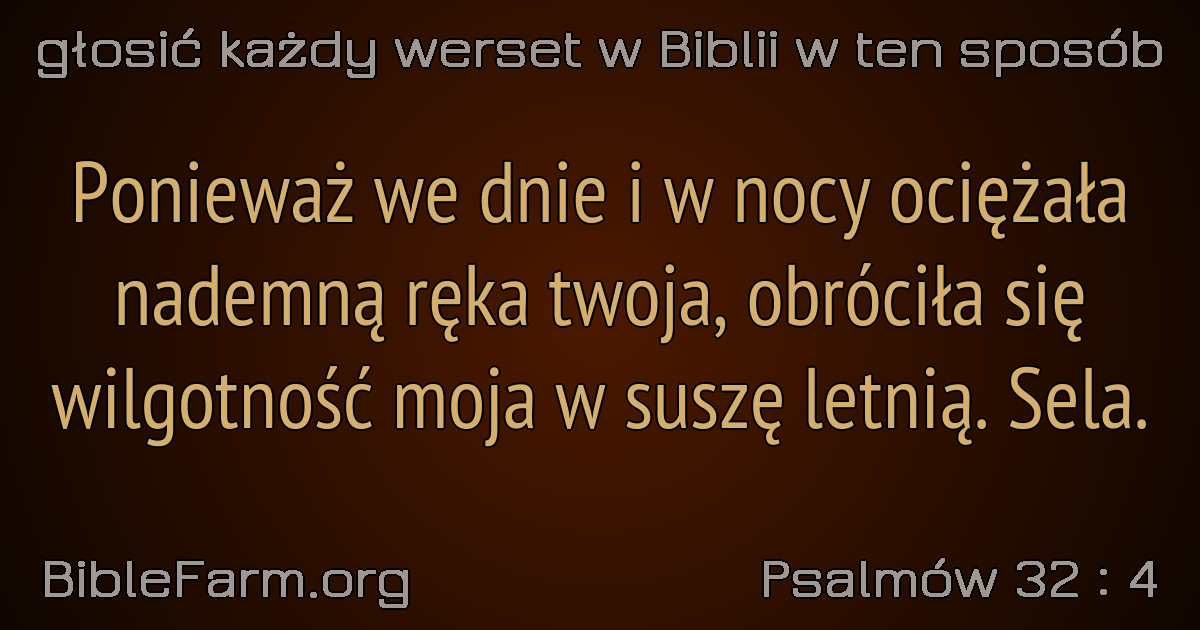 głosić każdy werset w Biblii w ten sposób
Ponieważ we dnie i w nocy ociężała
nademną ręka twoja, obróciła się
wilgotność moja w suszę letnią. Sela.
BibleFarm.org
Psalmów 32 : 4